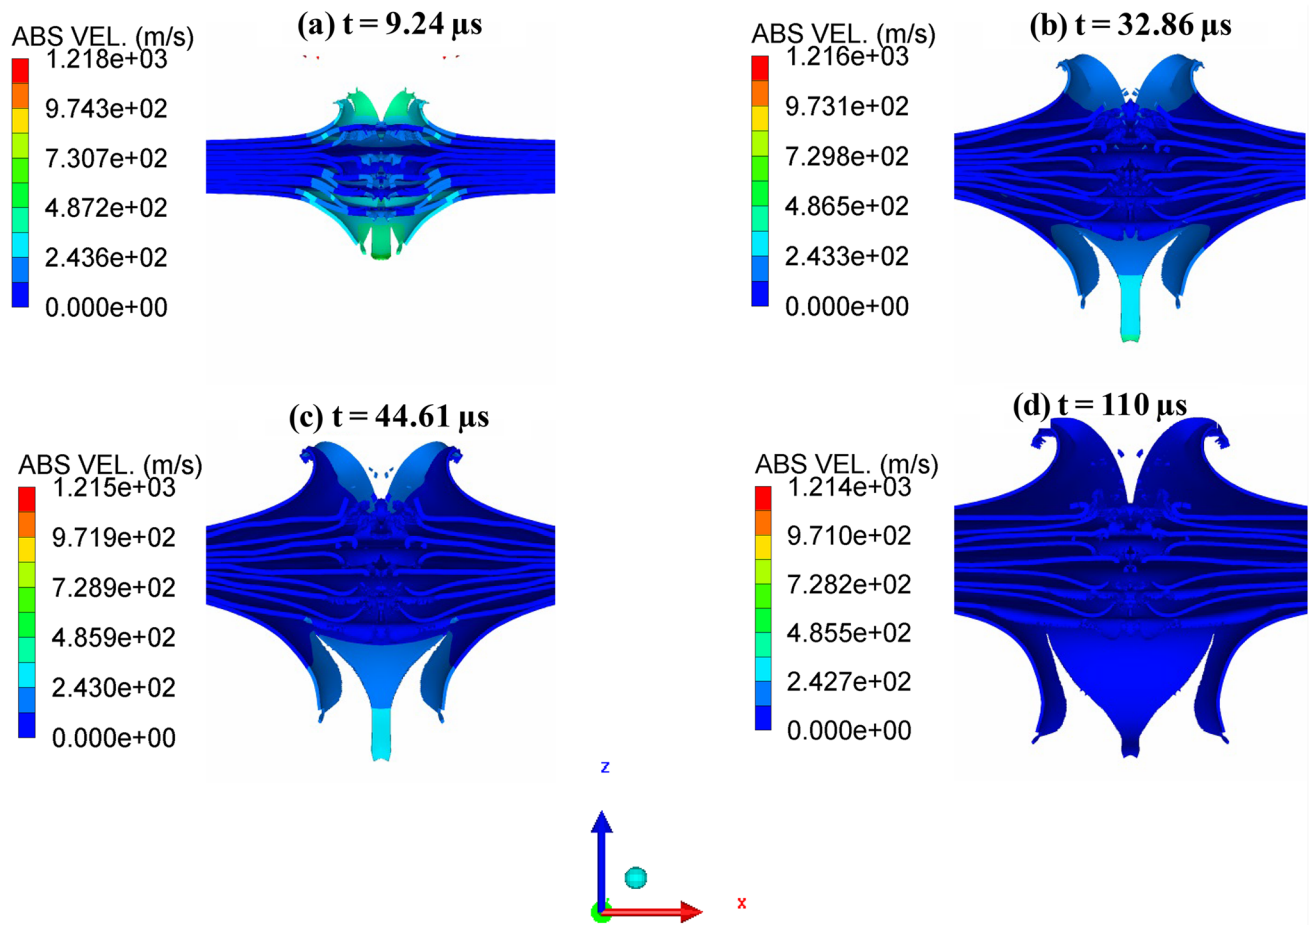 (a) t = 9.24 μs
ABS VEL. (m/s)
1.218e+03
9.743e+02
7.307e+02
4.872e+02
2.436e+02
0.000e+00
(b) t = 32.86 μs
ABS VEL. (m/s)
1.216e+03
9.731e+02
7.298e+02
4.865e+02
2.433e+02
0.000e+00
(c) t = 44.61 μs
ABS VEL. (m/s)
1.215e+03
9.719e+02
7.289e+02
4.859e+02
2.430e+02
0.000e+00
(d) t = 110 μs
ABS VEL. (m/s)
1.214e+03
9.710e+02
7.282e+02
4.855e+02
2.427e+02
0.000e+00
z
x